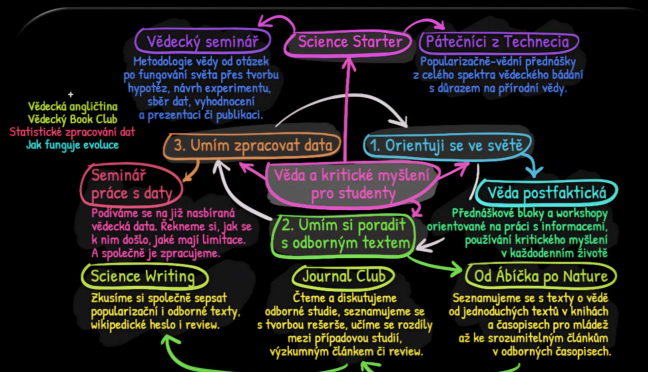 Vědecký seminář
Science Starter
Pátečníci z Technecia
Metodologie vědy od otázek
po fungování světa přes tvorbu
hypotéz, návrh experimentu,
sběr dat, vyhodnocení
a prezentaci či publikaci.
Popularizačně-vědní přednášky
z celého spektra vědeckého bádání
s důrazem na přírodní vědy.
+
Vědecká angličtina
Vědecký Book Club
Statistické zpracování dat
Jak funguje evoluce
3. Umím zpracovat data
1. Orientuji se ve světě
Věda a kritické myšlení
pro studenty
Seminář
práce s daty
Podíváme se na již nasbíraná
vědecká data. Řekneme si, jak se
k nim došlo, jaké mají limitace.
A společně je zpracujeme.
2. Umím si poradit
s odborným textem
Věda postfaktická
Přednáškové bloky a workshopy
orientované na práci s informacemi,
používání kritického myšlení
v každodenním životě
Science Writing
Zkusíme si společně sepsat
popularizační i odborné texty,
wikipedické heslo i review.
Journal Club
Čteme a diskutujeme
odborné studie, seznamujeme se
s tvorbou rešerše, učíme se rozdíly
mezi případovou studií,
výzkumným článkem či review.
Od Ábíčka po Nature
Seznamujeme se s texty o vědě
od jednoduchých textů v knihách
a časopisech pro mládež
až ke srozumitelným článkům
v odborných časopisech.